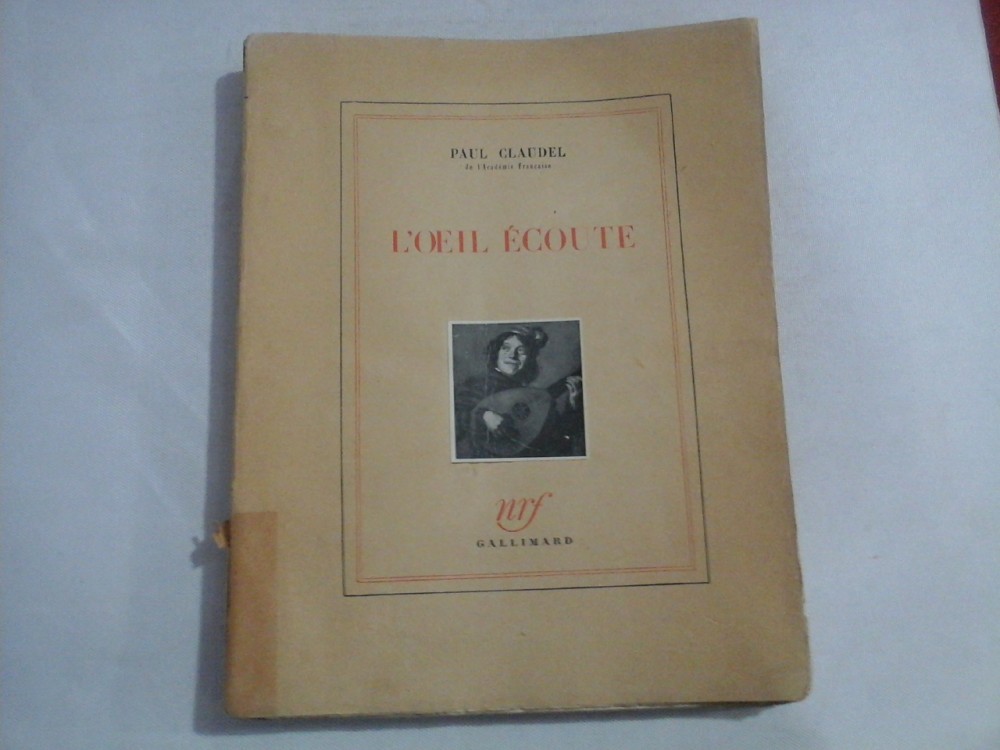 PAUL CLAUDEL
de l'Académie Française
L'OEIL ÉCOUTE
nrf
GALLIMARD